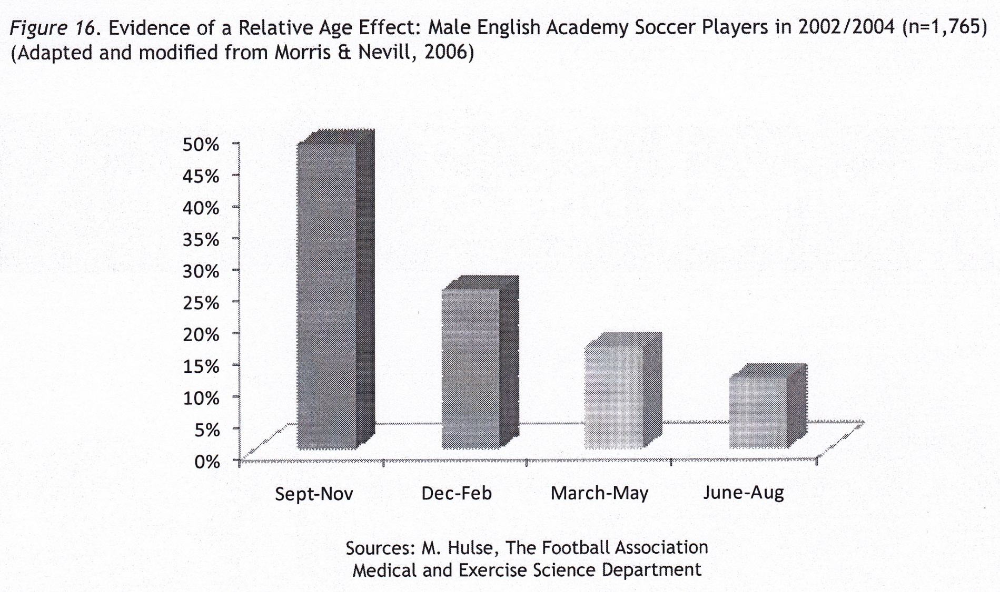 Figure 16. Evidence of a Relative Age Effect: Male English Academy Soccer Players in 2002/2004 (n=1,765)
(Adapted and modified from Morris & Nevill, 2006)
50%
45%
40%
35%
30%
25%
20%
15%
10%
5%
0%
Sept-Nov Dec-Feb March-May June-Aug
Sources: M. Hulse, The Football Association
Medical and Exercise Science Department